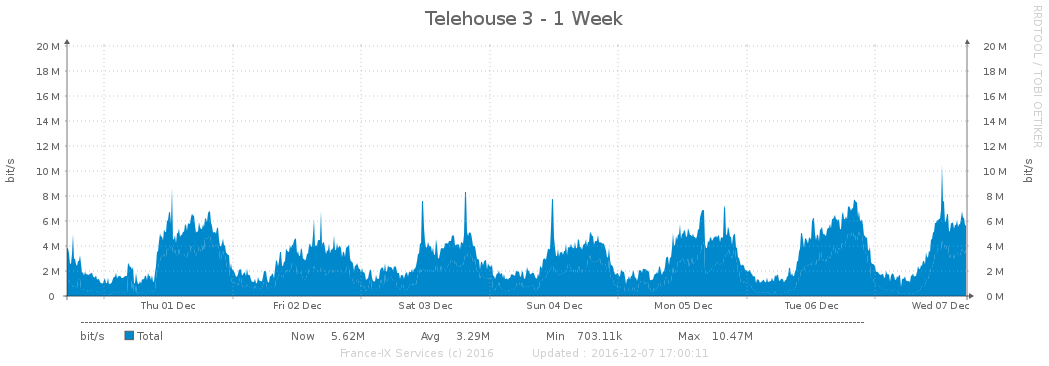 Telehouse 3 - 1 Week
RRDTOOL / TOBI OETIKER
bit/s
20 M 20 M
18 M 18 M
16 M 16 M
14 M 14 M
12 M 12 M
10 M 10 M
8 M 8 M
6 M 6 M
4 M 4 M
2 M 2 M
0 0 M
bit/s
Thu 01 Dec Fri 02 Dec Sat 03 Dec Sun 04 Dec Mon 05 Dec Tue 06 Dec Wed 07 Dec
bit/s Total Now 5.62M Avg 3.29M Min 703.11k Max 10.47M
France-IX Services (c) 2016 Updated : 2016-12-07 17:00:11